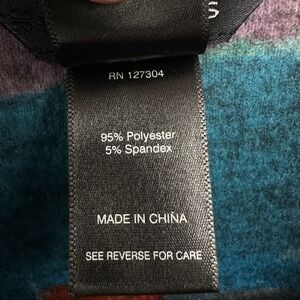 S
RN 127304
95% Polyester
5% Spandex
MADE IN CHINA
SEE REVERSE FOR CARE